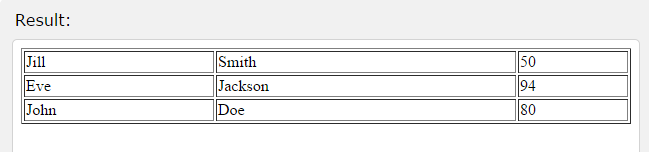 Result:
Jill Smith 50
Eve Jackson 94
John Doe 80